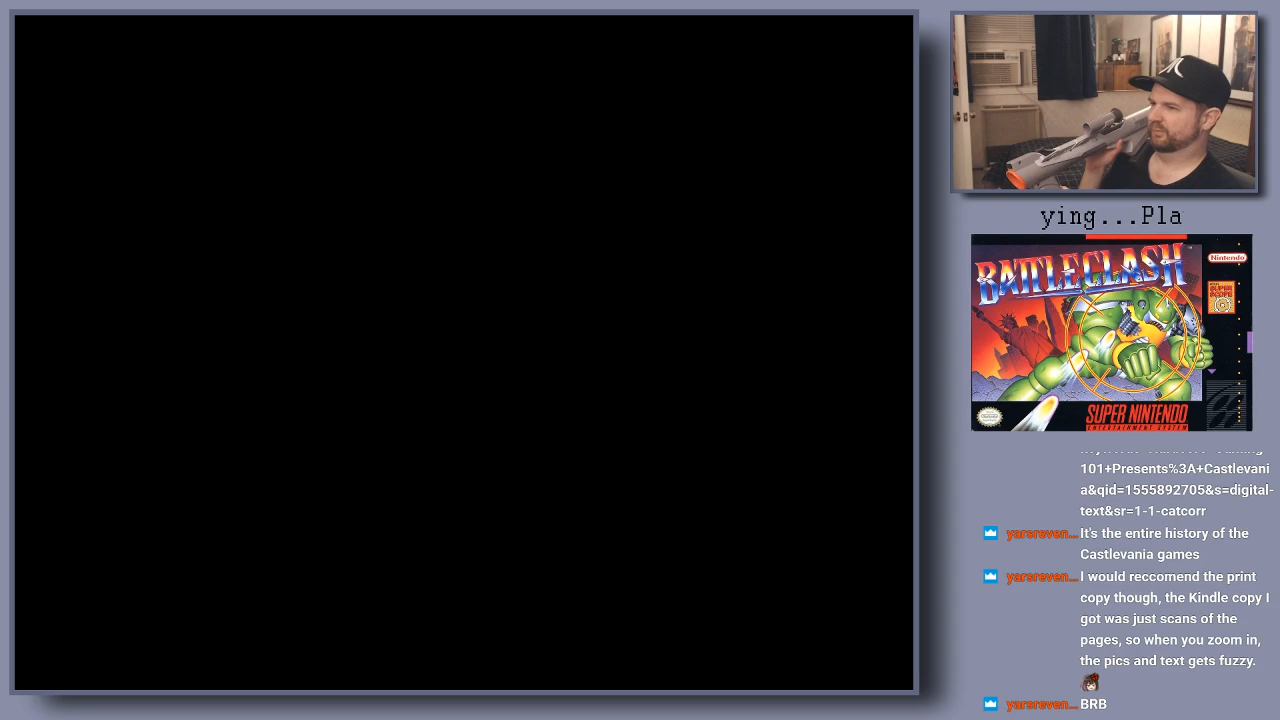 ying...Pla
BATTLECLASH
Nintendo
SUPER
SCOPE
SUPER NINTENDO
ENTERTAINMENT SYSTEM
101+Presents%3A+Castlevani
a&qid=1555892705&s=digital-
text&sr=1-1-catcorr
yarsreven... It's the entire history of the
Castlevania games
yarsreven... I would reccomend the print
copy though, the Kindle copy I
got was just scans of the
pages, so when you zoom in,
the pics and text gets fuzzy.
yarsreven... BRB